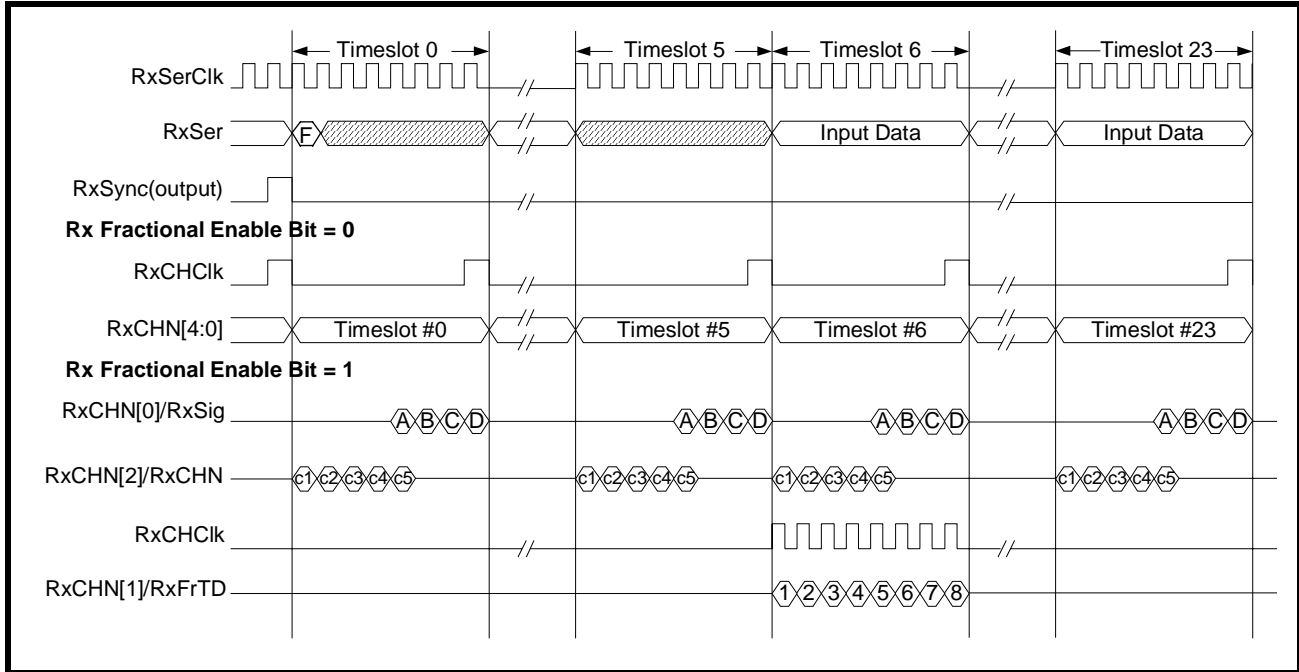 Timeslot 0 Timeslot 5 Timeslot 6 Timeslot 23
RxSerClk
RxSer F Input Data Input Data
RxSync(output)
Rx Fractional Enable Bit = 0
RxCHClk
RxCHN[4:0] Timeslot #0 Timeslot #5 Timeslot #6 Timeslot #23
Rx Fractional Enable Bit = 1
RxCHN[0]/RxSig A B C D A B C D A B C D A B C D
RxCHN[2]/RxCHN c1 c2 c3 c4 c5 c1 c2 c3 c4 c5 c1 c2 c3 c4 c5 c1 c2 c3 c4 c5
RxCHClk
RxCHN[1]/RxFrTD 1 2 3 4 5 6 7 8